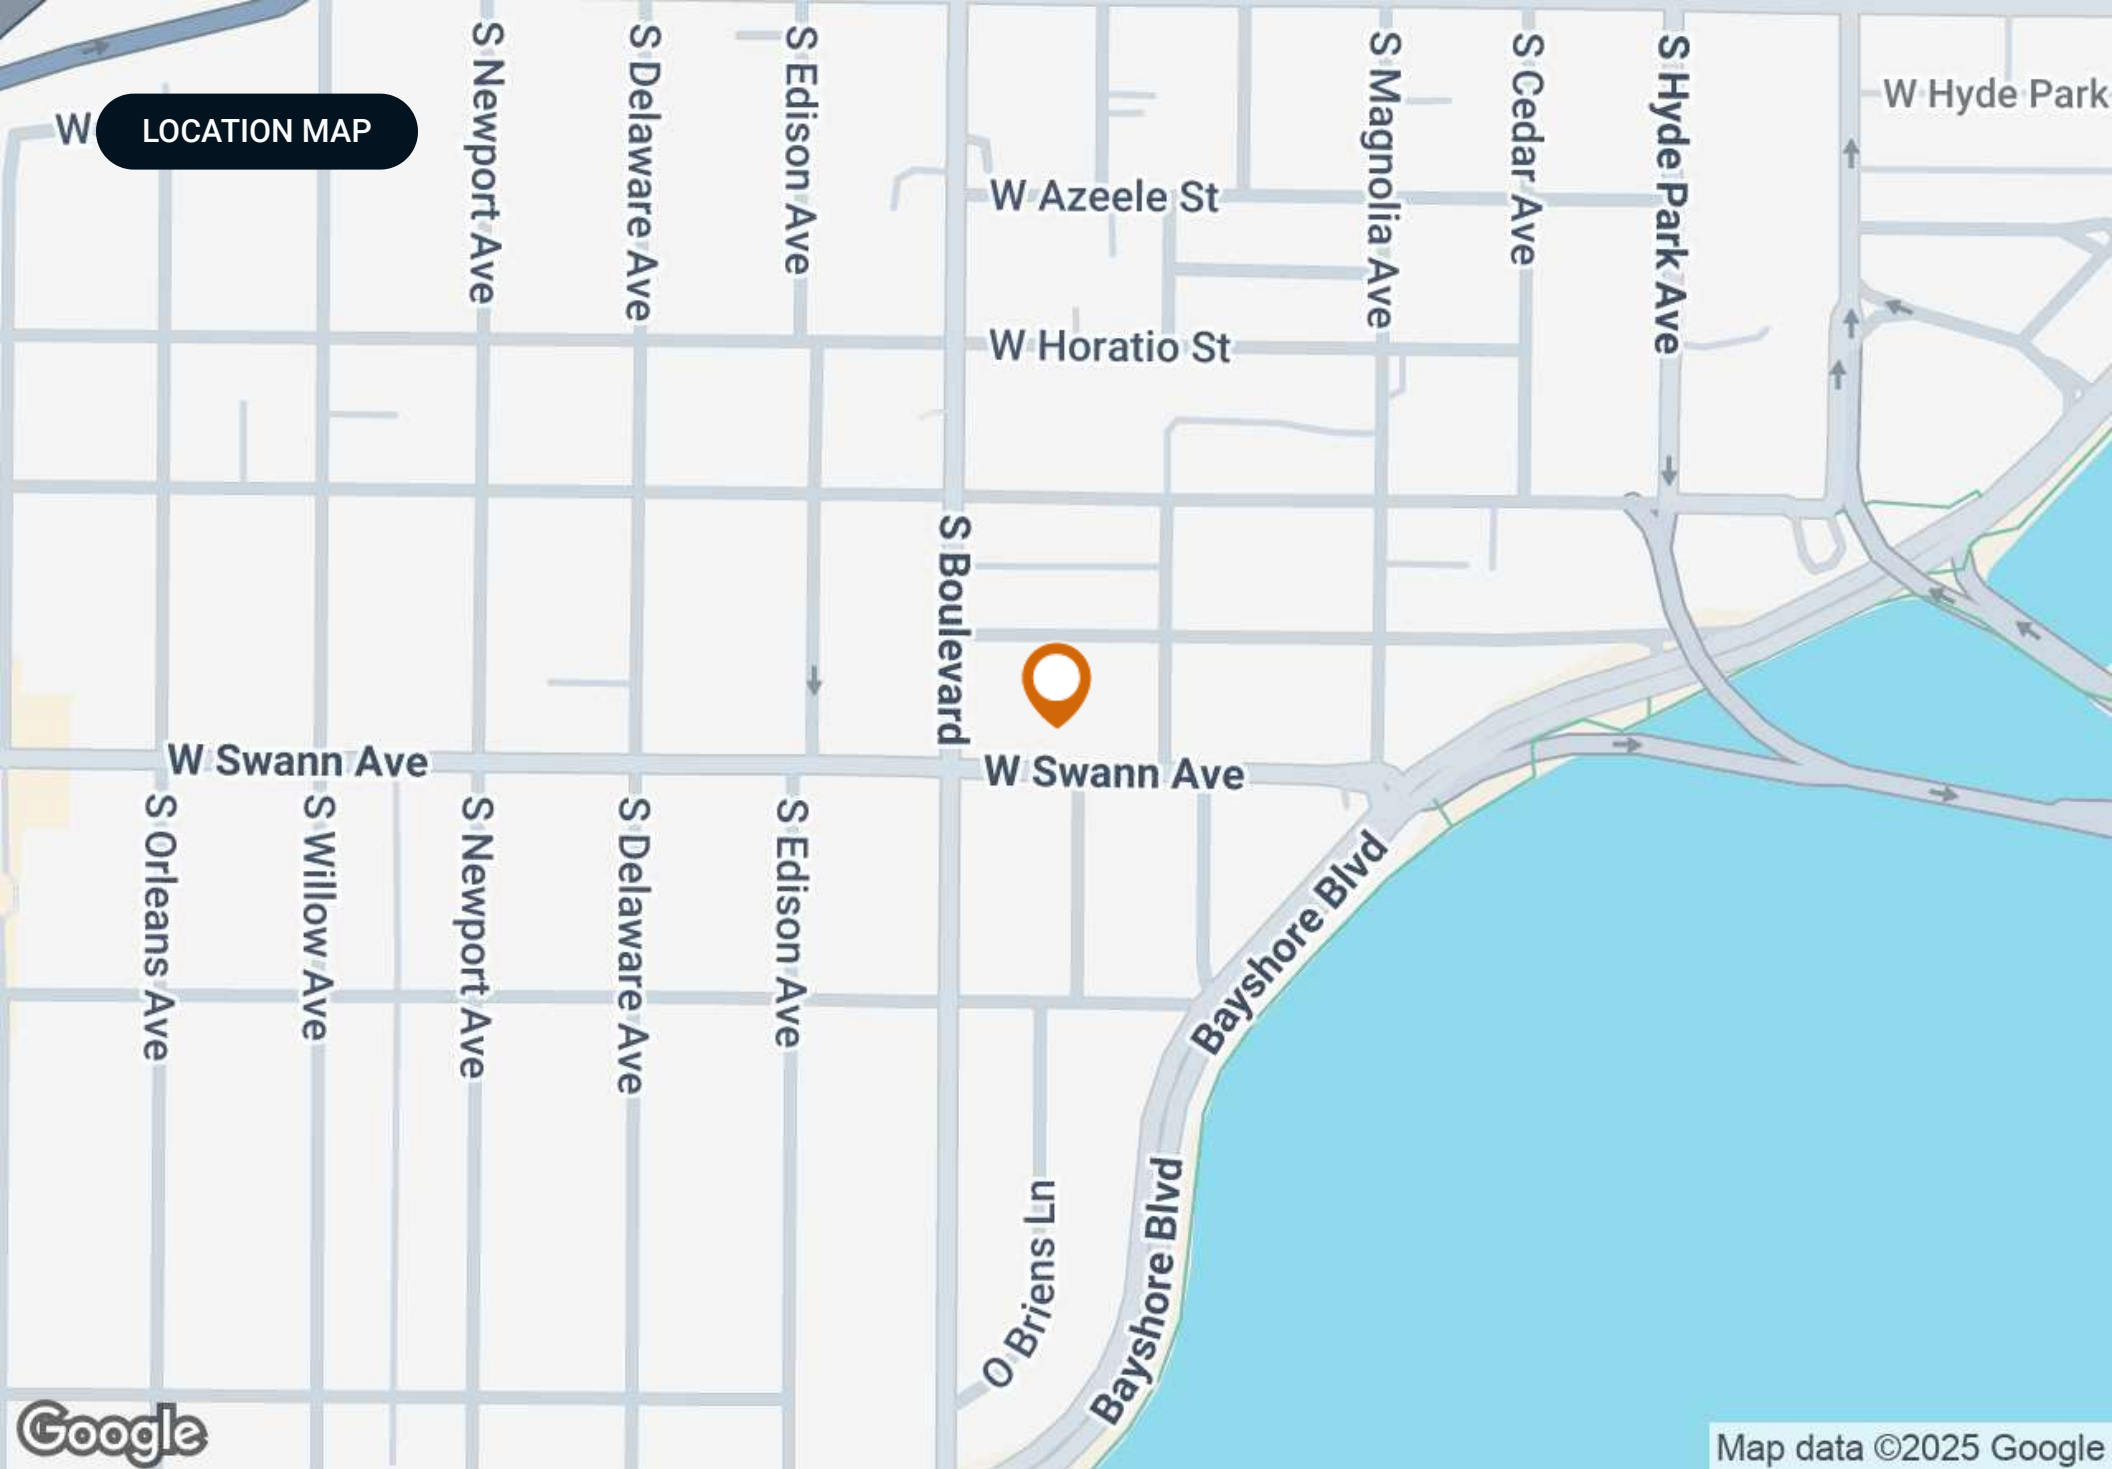 S Newport Ave
S Delaware Ave
S Edison Ave
S Magnolia Ave
S Cedar Ave
S Hyde Park Ave
W Hyde Park
W
LOCATION MAP
W Azeele St
W Horatio St
S Boulevard
W Swann Ave
W Swann Ave
S Orleans Ave
S Willow Ave
S Newport Ave
S Delaware Ave
S Edison Ave
Bayshore Blvd
O Briens Ln
Bayshore Blvd
Google
Map data ©2025 Google